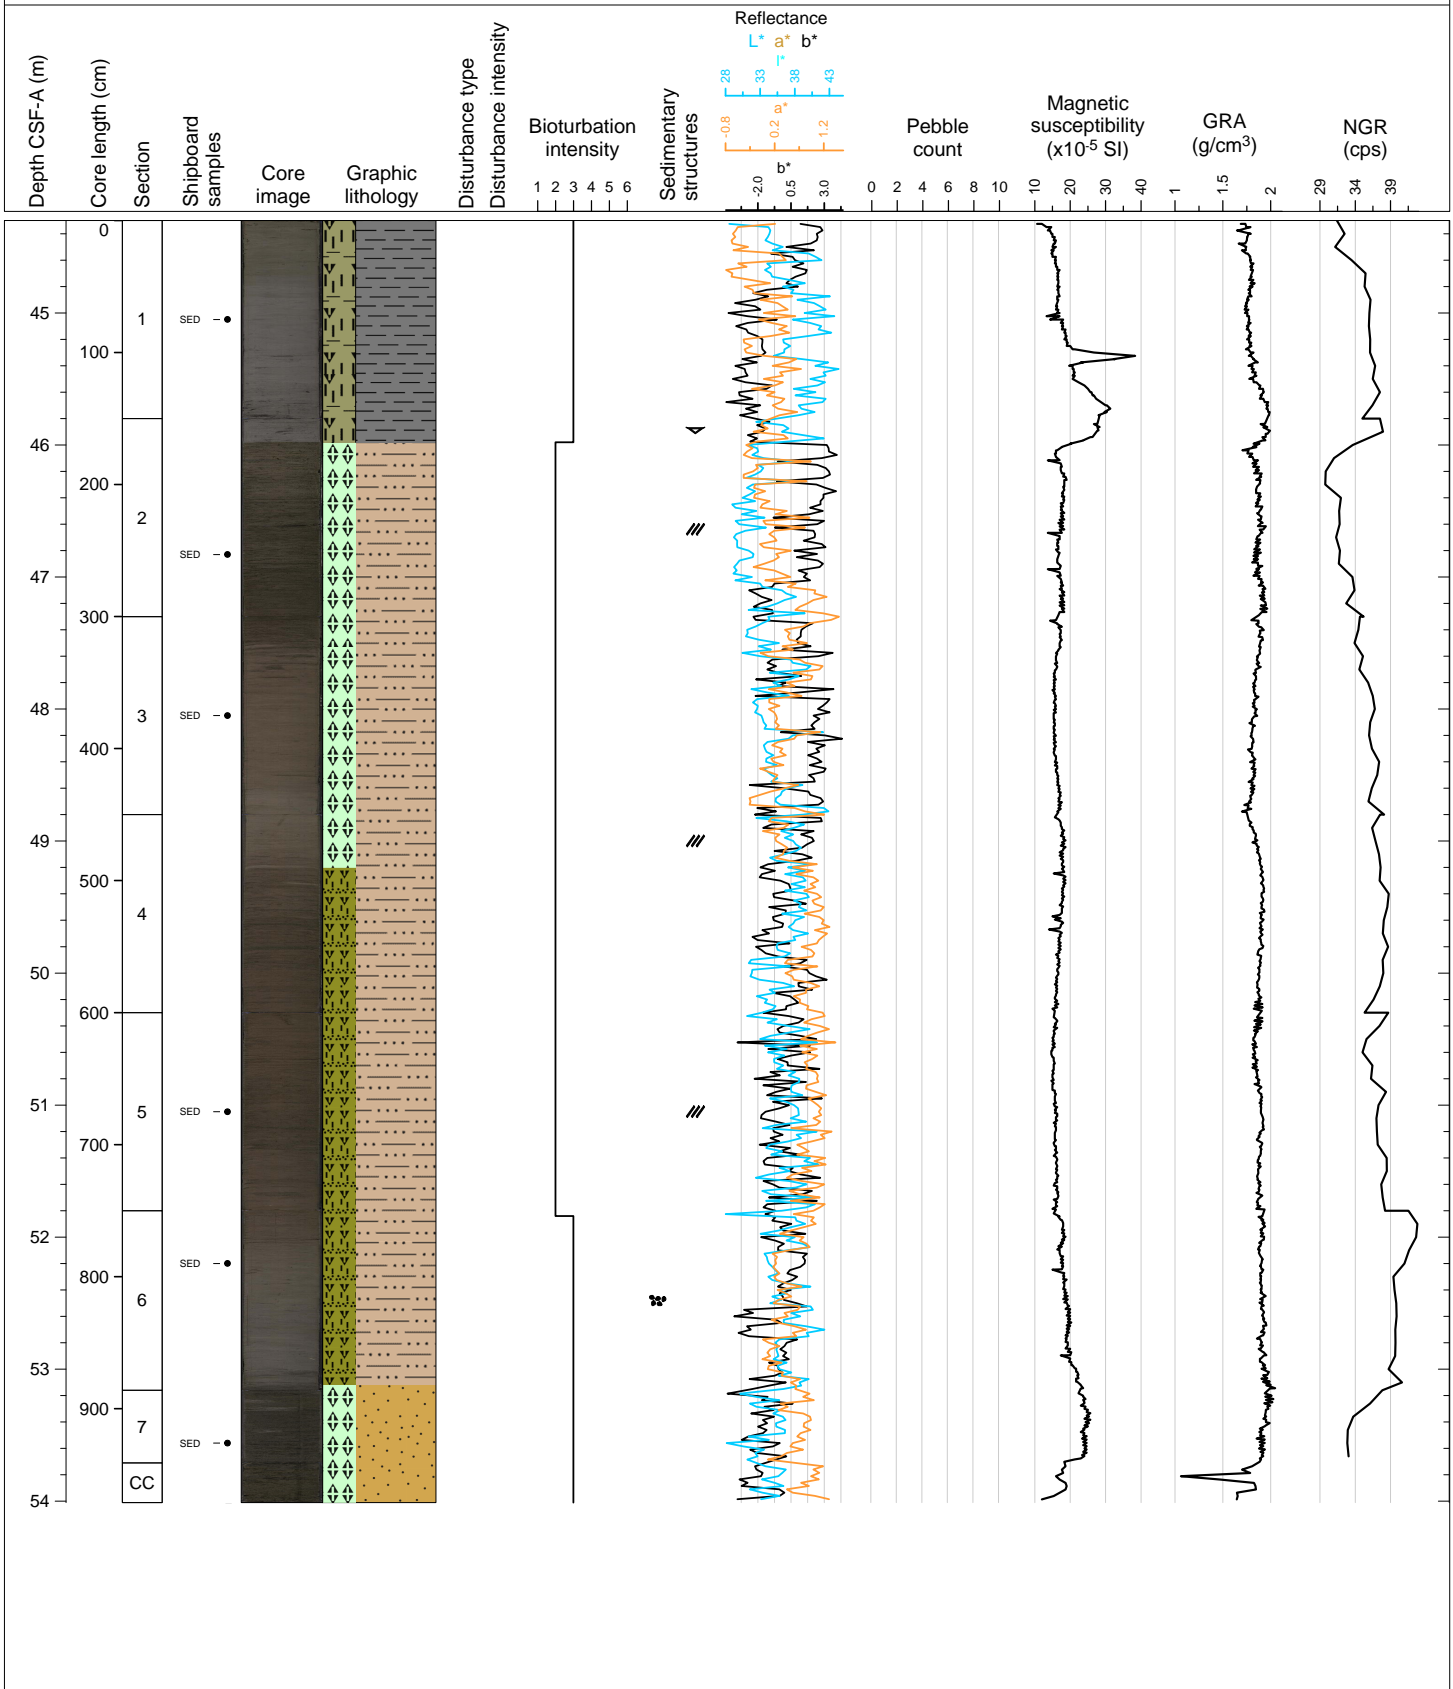 Depth CSF-A (m)
Core length (cm)
Section
Shipboard
samples
Core
image
Graphic
lithology
Disturbance type
Disturbance intensity
Bioturbation
intensity
1 2 3 4 5 6
Sedimentary
structures
Reflectance
L* a* b*
l*
28 33 38 43
a*
-0.8 0.2 1.2
b*
-2.0 0.5 3.0
Pebble
count
0 2 4 6 8 10
Magnetic
susceptibility
(x10-5 SI)
10 20 30 40
GRA
(g/cm3)
1 1.5 2
NGR
(cps)
29 34 39
0
45
1
SED
100
46
200
2
SED
47
300
48
3
SED
400
49
500
4
50
600
51
5
SED
700
52
SED
800
6
53
900
7
SED
CC
54